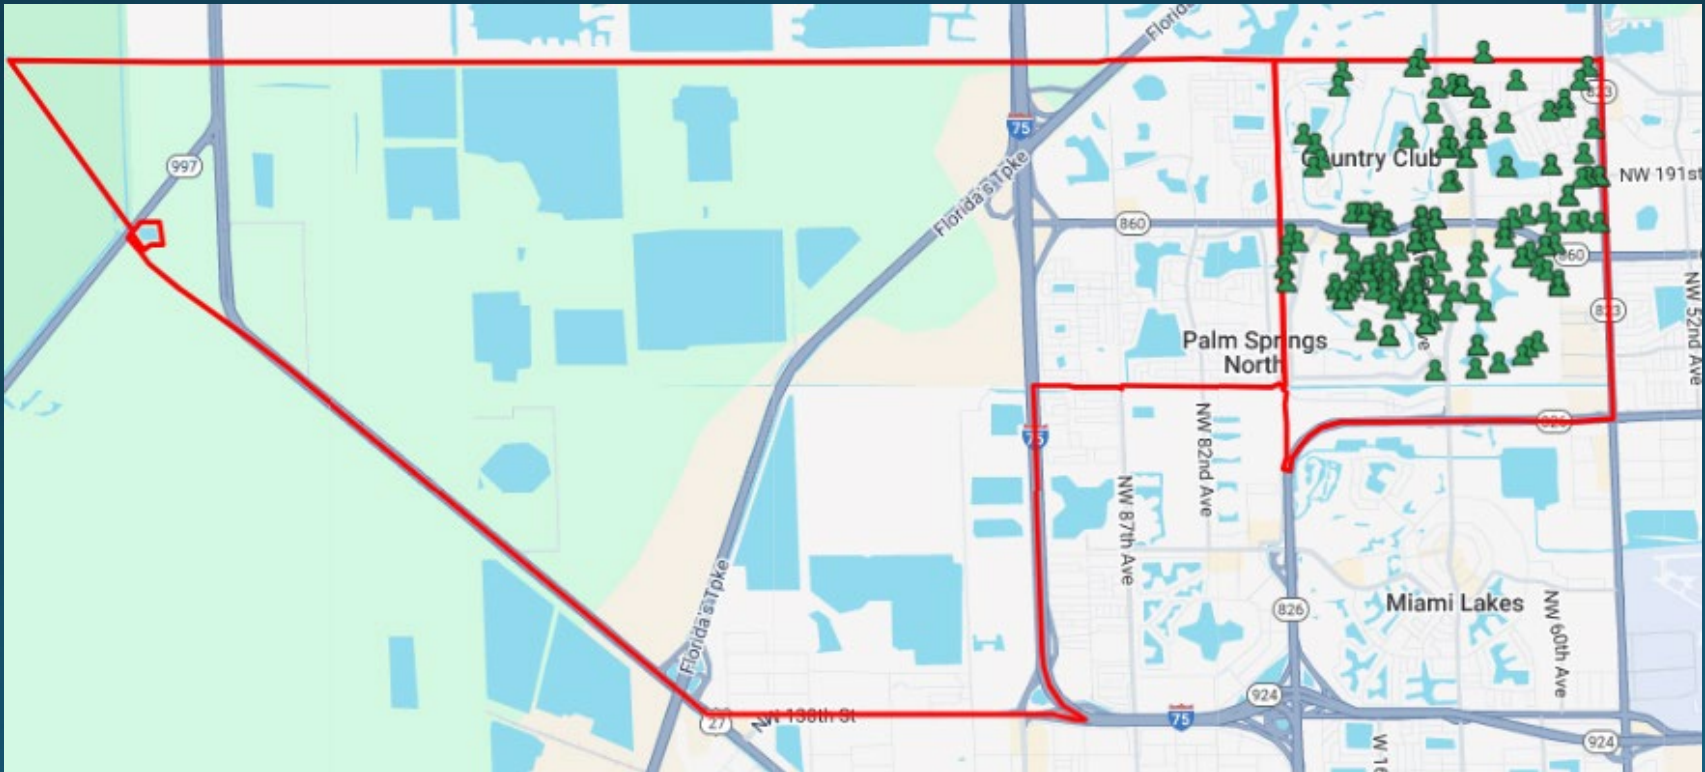 Florida
75
823
997
Country Club
NW 191st
Florida's Tpke
860
860
NW 52nd Ave
823
Palm Springs
North
ve
75
826
NW 82nd Ave
NW 87th Ave
Florida's Tpke
Miami Lakes
NW 60th Ave
826
924
27
NW 138th St
75
924
W 16